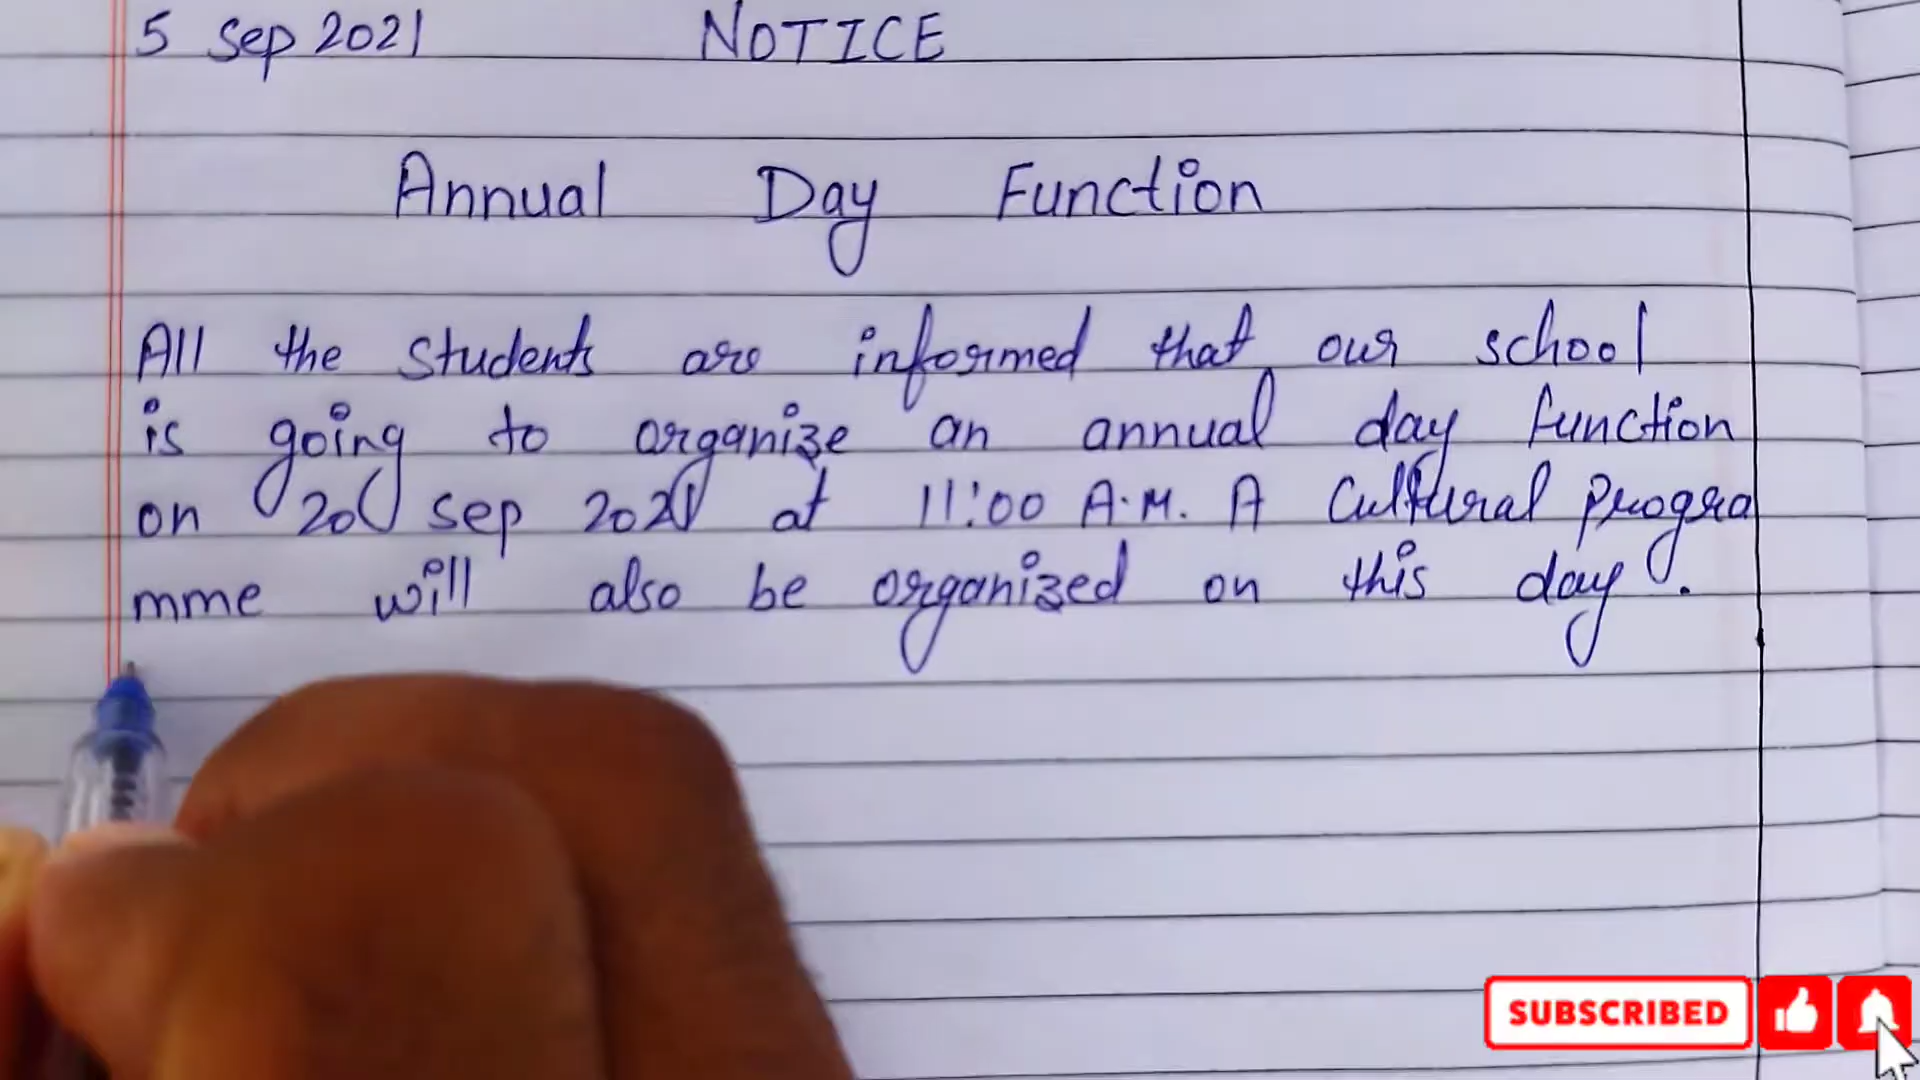 5 Sep 2021 NOTICE
Annual Day Function
All the students are informed that our school
is going to organize an annual day function
on 20 sep 2021 at 11:00 A.M. A Cultural progra
mme will also be organized on this day.
SUBSCRIBED